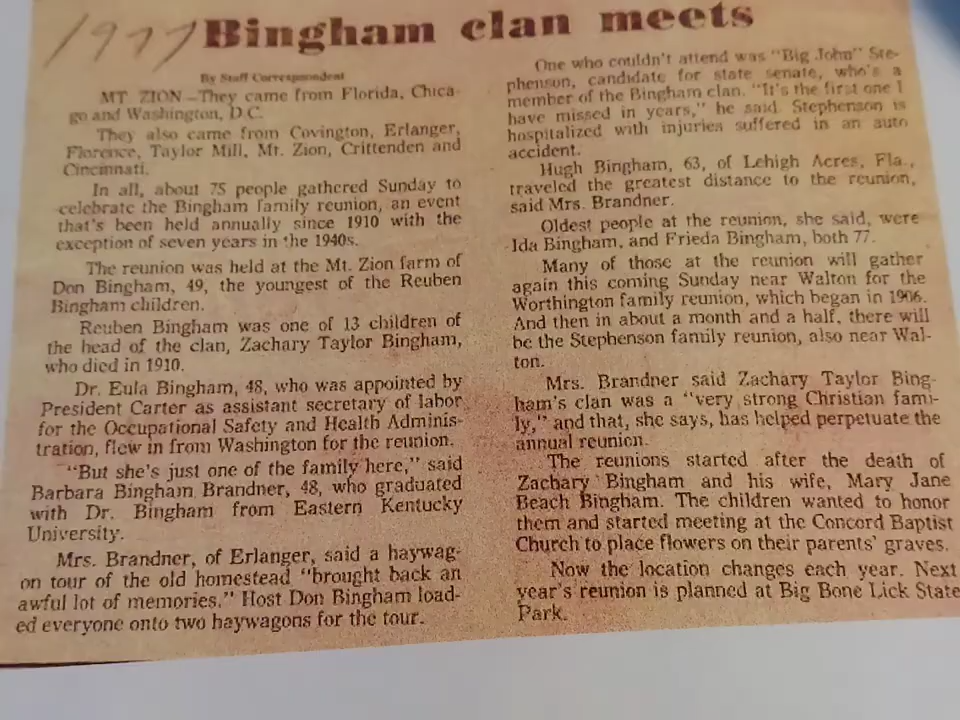 1977 Bingham clan meets
By Staff Correspondent
MT. ZION—They came from Florida, Chica-
go and Washington, D.C.
They also came from Covington, Erlanger,
Florence, Taylor Mill, Mt. Zion, Crittenden and
Cincinnati.
In all, about 75 people gathered Sunday to
celebrate the Bingham family reunion, an event
that's been held annually since 1910 with the
exception of seven years in the 1940s.
The reunion was held at the Mt. Zion farm of
Don Bingham, 49, the youngest of the Reuben
Bingham children.
Reuben Bingham was one of 13 children of
the head of the clan, Zachary Taylor Bingham,
who died in 1910.
Dr. Eula Bingham, 48, who was appointed by
President Carter as assistant secretary of labor
for the Occupational Safety and Health Adminis-
tration, flew in from Washington for the reunion.
"But she's just one of the family here," said
Barbara Bingham Brandner, 48, who graduated
with Dr. Bingham from Eastern Kentucky
University.
Mrs. Brandner, of Erlanger, said a haywag-
on tour of the old homestead "brought back an
awful lot of memories." Host Don Bingham load-
ed everyone onto two haywagons for the tour.
One who couldn't attend was "Big John" Ste-
phenson, candidate for state senate, who's a
member of the Bingham clan. "It's the first one I
have missed in years," he said. Stephenson is
hospitalized with injuries suffered in an auto
accident.
Hugh Bingham, 63, of Lehigh Acres, Fla.,
traveled the greatest distance to the reunion,
said Mrs. Brandner.
Oldest people at the reunion, she said, were
Ida Bingham, and Frieda Bingham, both 77.
Many of those at the reunion will gather
again this coming Sunday near Walton for the
Worthington family reunion, which began in 1906.
And then in about a month and a half, there will
be the Stephenson family reunion, also near Wal-
ton.
Mrs. Brandner said Zachary Taylor Bing-
ham's clan was a "very strong Christian fami-
ly," and that, she says, has helped perpetuate the
annual reunion.
The reunions started after the death of
Zachary Bingham and his wife, Mary Jane
Beach Bingham. The children wanted to honor
them and started meeting at the Concord Baptist
Church to place flowers on their parents' graves.
Now the location changes each year. Next
year's reunion is planned at Big Bone Lick State
Park.